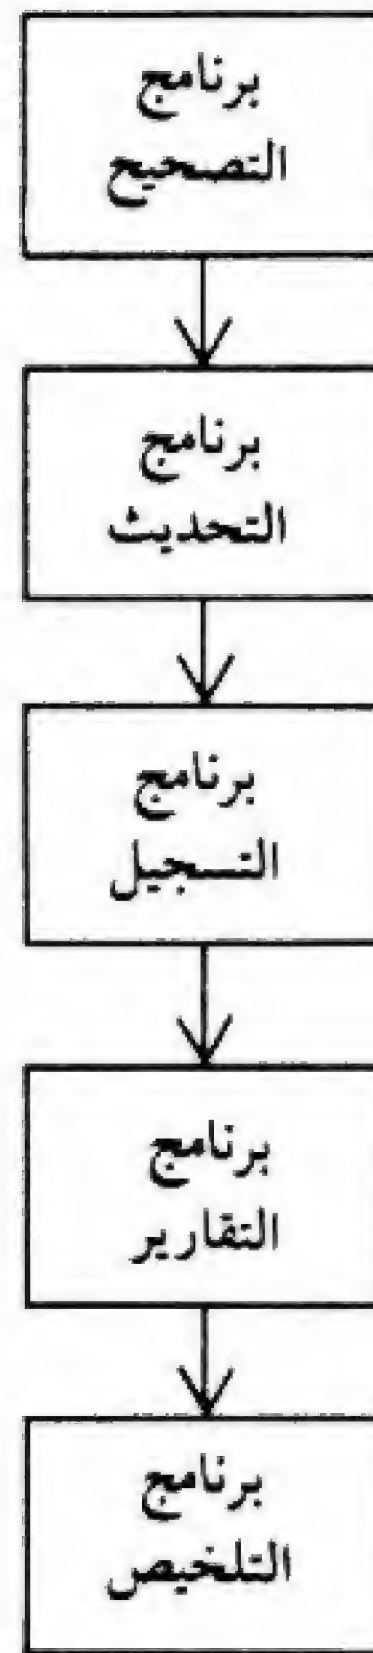 برنامج
التصحيح
برنامج
التحديث
برنامج
التسجيل
برنامج
التقارير
برنامج
التلخيص